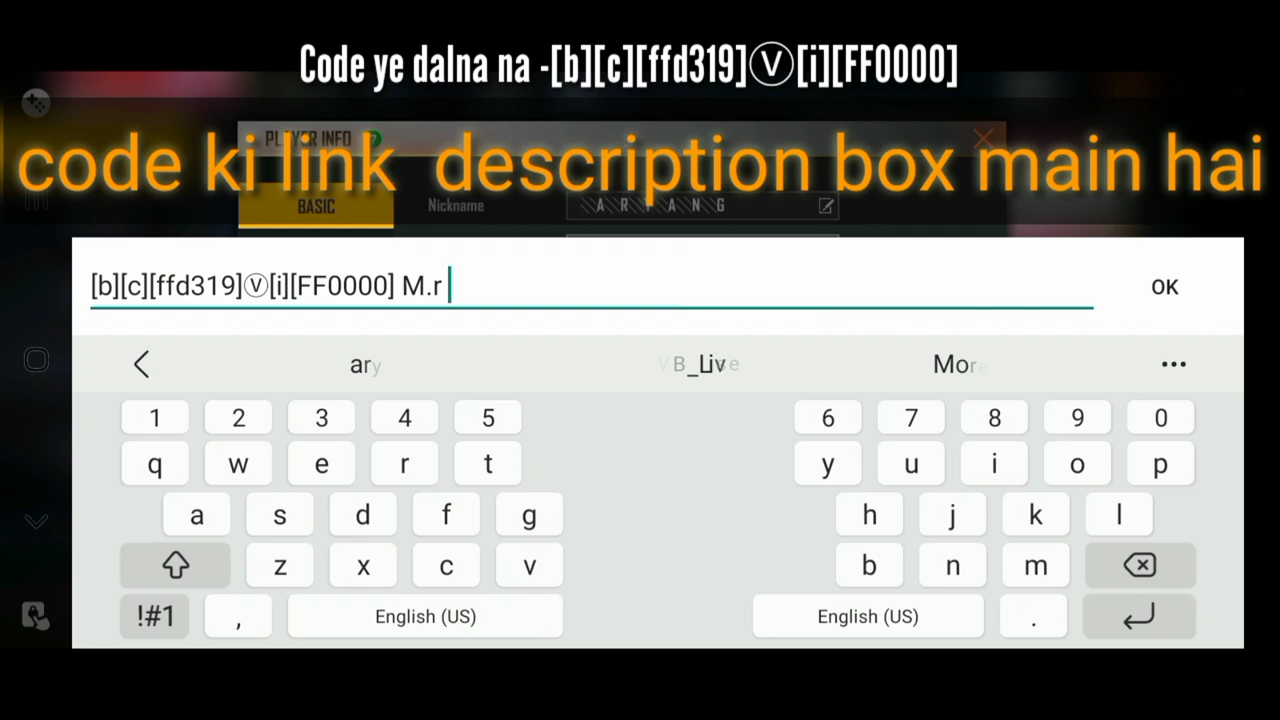 Code ye dalna na -[b][c][ffd319]Ⓥ[i][FF0000]
PLAYER INFO
code ki link description box main hai
BASIC Nickname A R Y A N G
[b][c][ffd319]Ⓥ[i][FF0000] M.r OK
ary VB_Livse More ...
1 2 3 4 5 6 7 8 9 0
q w e r t y u i o p
a s d f g h j k l
z x c v b n m
!#1 , English (US) English (US) .